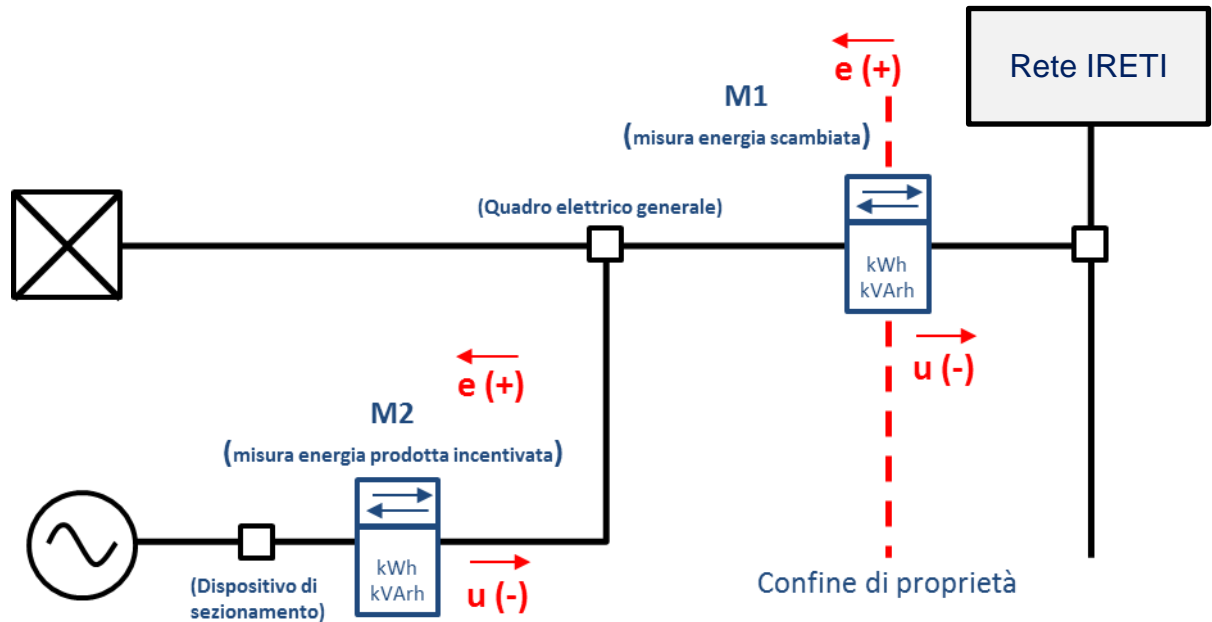 Rete IRETI
e (+)
M1
(misura energia scambiata)
(Quadro elettrico generale)
kWh
kVArh
u (-)
e (+)
M2
(misura energia prodotta incentivata)
kWh
kVArh
u (-)
(Dispositivo di
sezionamento)
Confine di proprietà